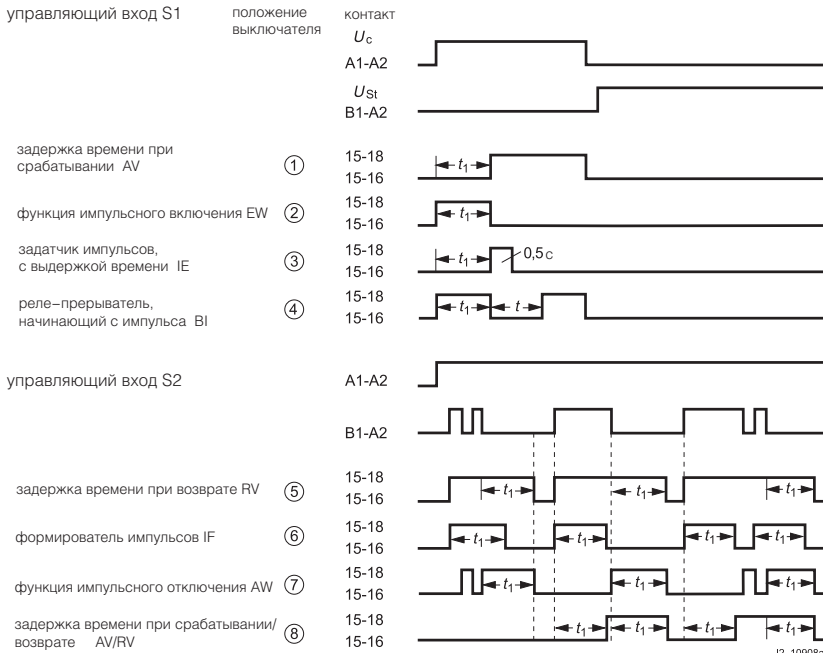 управляющий вход S1
положение
выключателя
контакт
Uc
A1-A2
USt
B1-A2
задержка времени при
срабатывании AV
1
15-18
15-16
t1
функция импульсного включения EW
2
15-18
15-16
t1
задатчик импульсов,
с выдержкой времени IE
3
15-18
15-16
t1
0,5 с
реле–прерыватель,
начинающий с импульса BI
4
15-18
15-16
t1
t
управляющий вход S2
A1-A2
B1-A2
задержка времени при возврате RV
5
15-18
15-16
t1
t1
t1
формирователь импульсов IF
6
15-18
15-16
t1
t1
t1
t1
функция импульсного отключения AW
7
15-18
15-16
t1
t1
t1
задержка времени при срабатывании/
возврате AV/RV
8
15-18
15-16
t1
t1
t1
t1